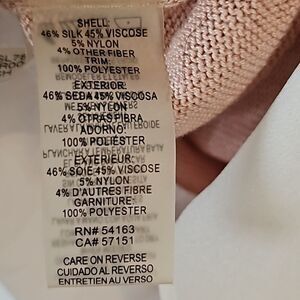 SHELL:
46% SILK 45% VISCOSE
5% NYLON
4% OTHER FIBER
TRIM:
100% POLYESTER
EXTERIOR:
46% SEDA 45% VISCOSA
5% NYLON
4% OTRAS FIBRA
ADORNO:
100% POLIÉSTER
EXTÉRIEUR:
46% SOIE 45% VISCOSE
5% NYLON
4% D'AUTRES FIBRE
GARNITURE:
100% POLYESTER
RN# 54163
CA# 57151
CARE ON REVERSE
CUIDADO AL REVERSO
ENTRETIEN AU VERSO